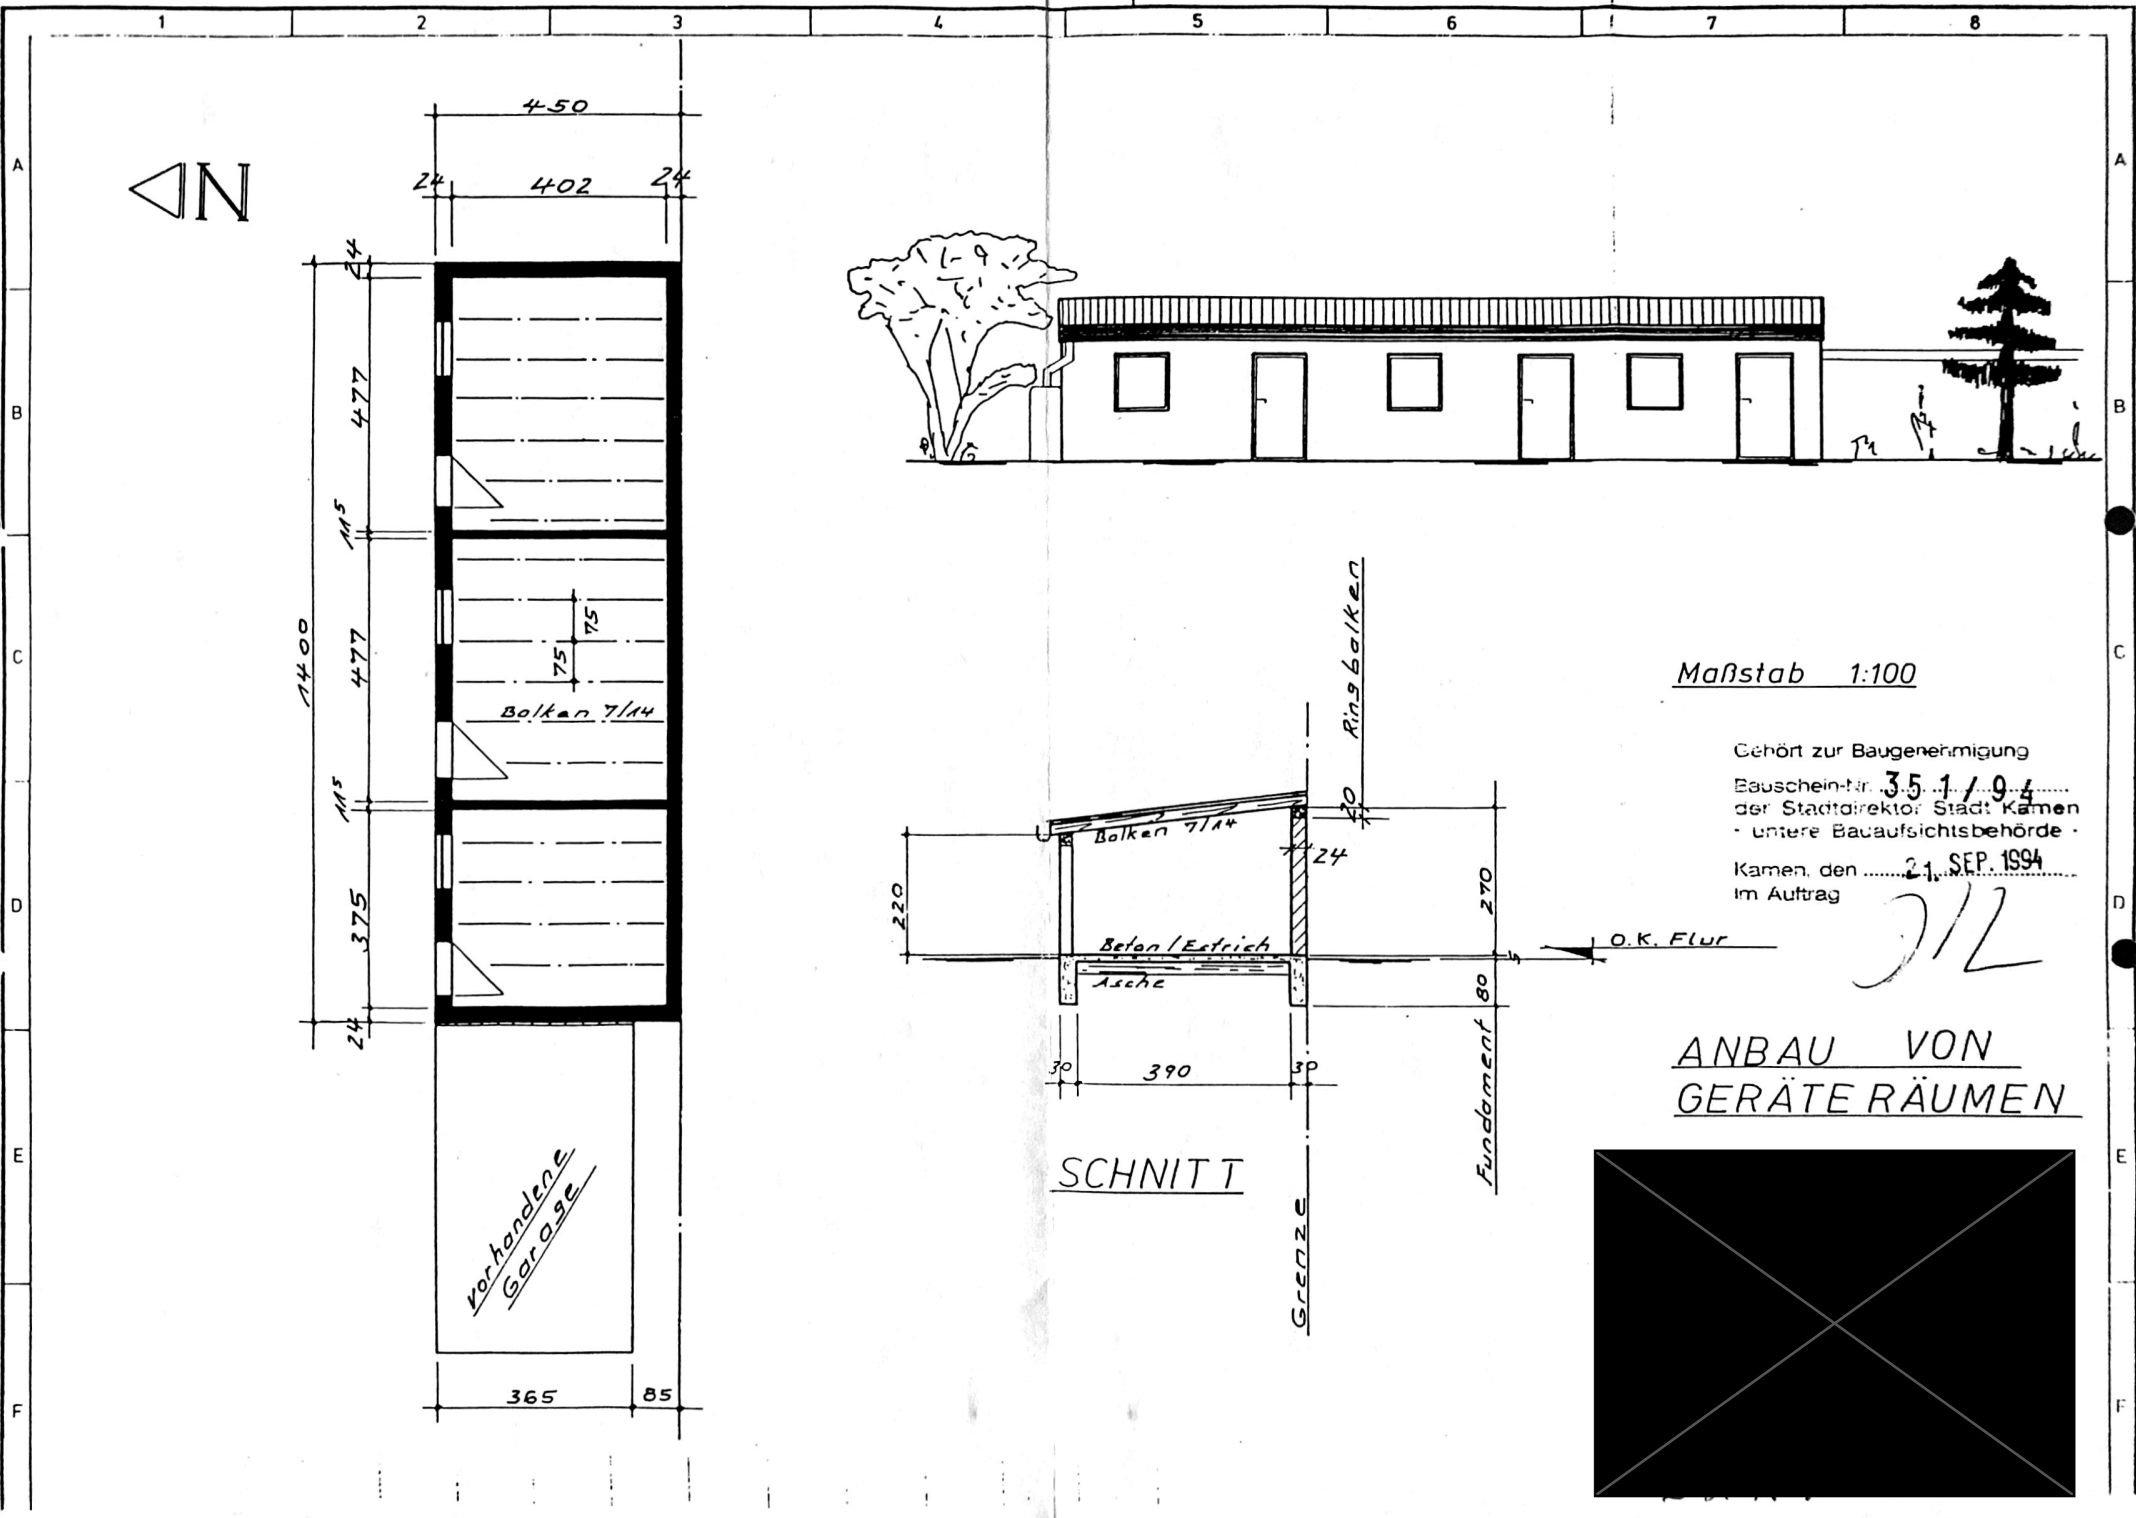 1 2 3 4 5 6 7 8
A
B
C
D
E
F
A
B
C
D
E
F
N
450
24 402 24
24
477
11⁵
477
11⁵
375
24
1400
75
75
Balken 7/14
vorhandene
Garage
365 85
Ringbalken
20
Balken 7/14
24
220
270
Beton / Estrich
Asche
O.K. Flur
5
80
Fundament
30 390 30
SCHNITT
Grenze
Maßstab 1:100
Gehört zur Baugenehmigung
Bauschein-Nr. 351/94
der Stadtdirektor Stadt Kamen
- untere Bauaufsichtsbehörde -
Kamen, den 21. SEP. 1994
Im Auftrag
ANBAU VON
GERÄTERÄUMEN